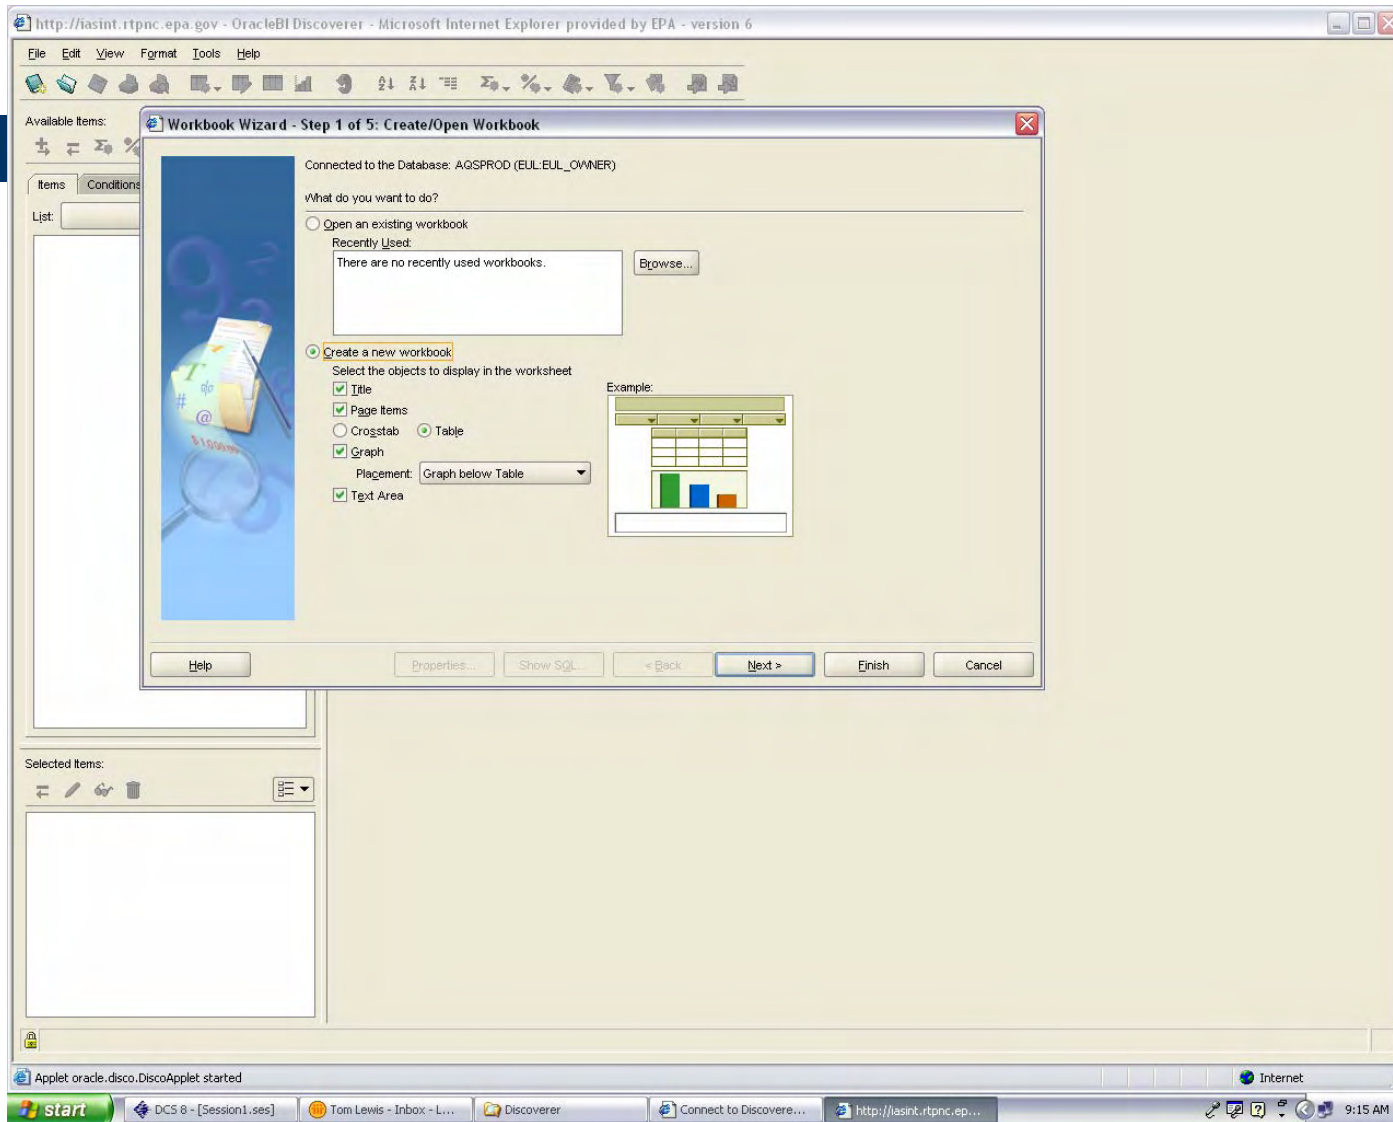 http://iasint.rtpnc.epa.gov - OracleBI Discoverer - Microsoft Internet Explorer provided by EPA - version 6
File Edit View Format Tools Help
Available Items:
Items Conditions
List:
Workbook Wizard - Step 1 of 5: Create/Open Workbook
Connected to the Database: AQSPROD (EUL:EUL_OWNER)
What do you want to do?
Open an existing workbook
Recently Used:
There are no recently used workbooks.
Browse...
Create a new workbook
Select the objects to display in the worksheet
Title
Example:
Page Items
Crosstab Table
Graph
Placement: Graph below Table
Text Area
Help Properties... Show SQL... < Back Next > Finish Cancel
Selected Items:
Applet oracle.disco.DiscoApplet started
Internet
start DCS 8 - [Session1.ses] Tom Lewis - Inbox - L... Discoverer Connect to Discovere... http://iasint.rtpnc.ep... 9:15 AM